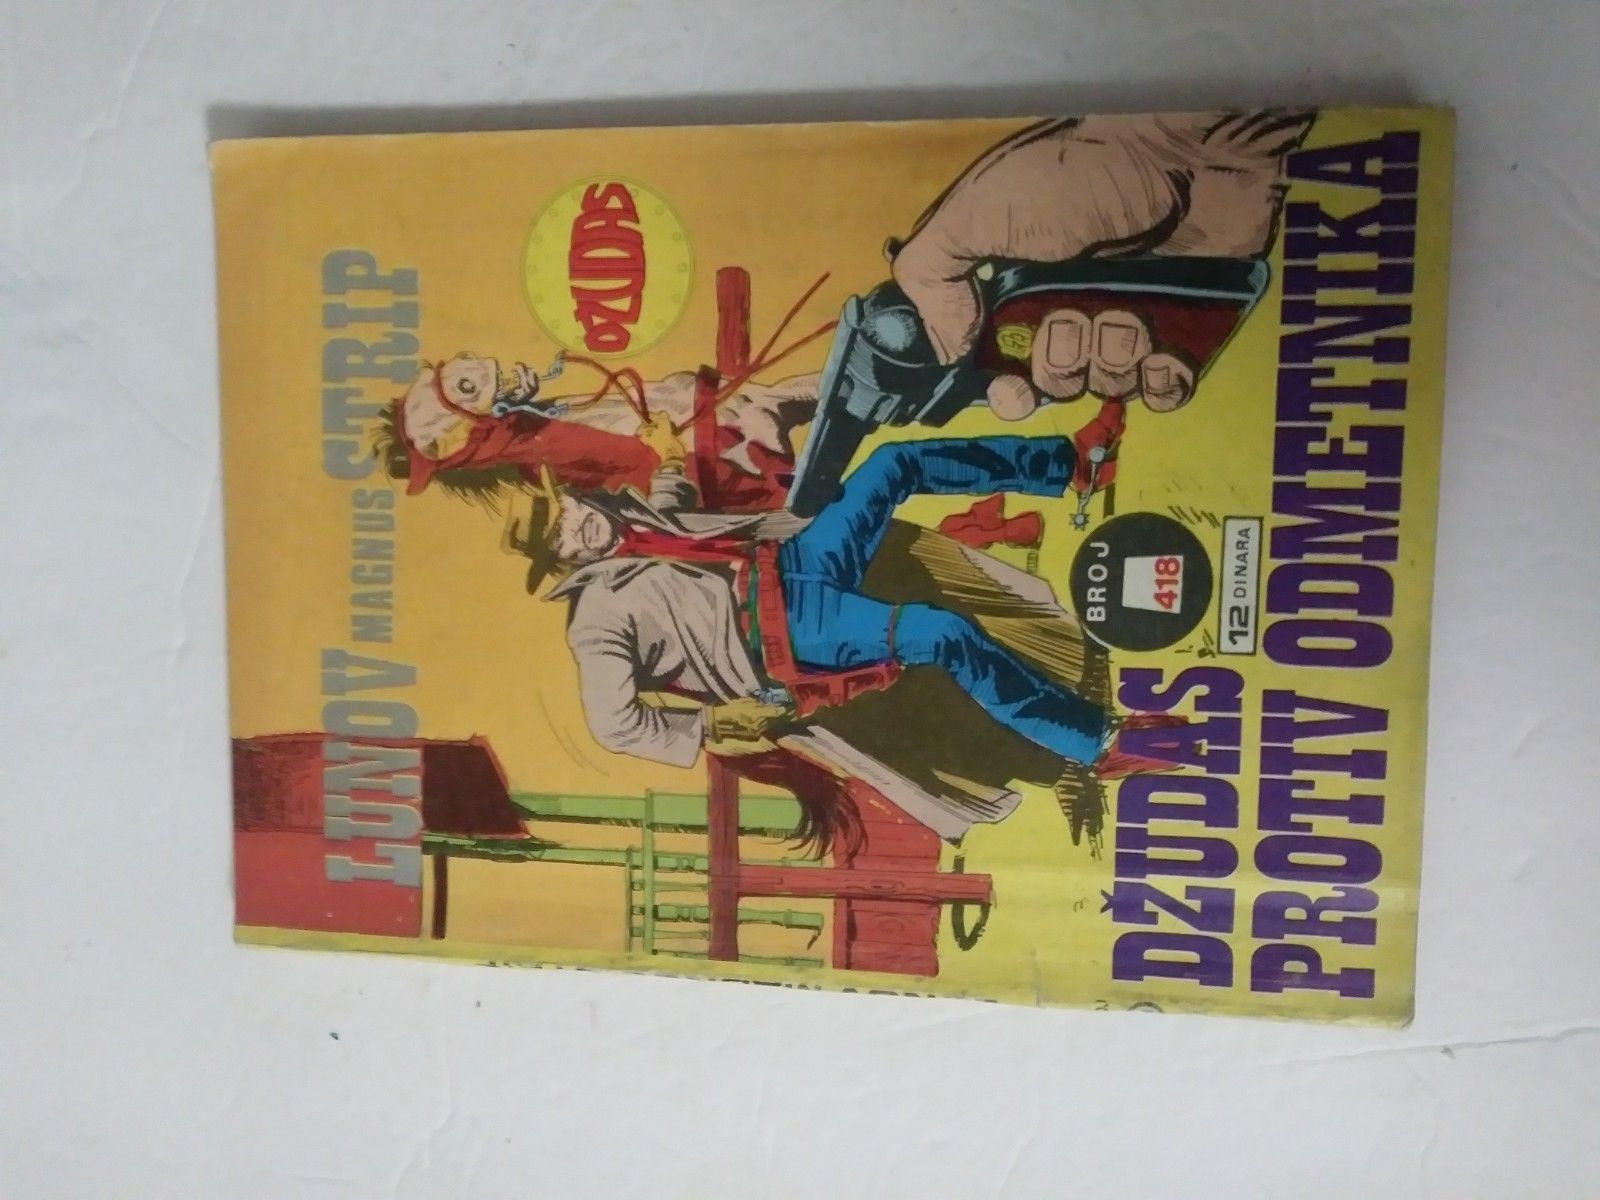 LUNOV MAGNUS STRIP
DŽUDAS
BROJ
418
12 DINARA
DŽUDAS
PROTIV ODMETNIKA